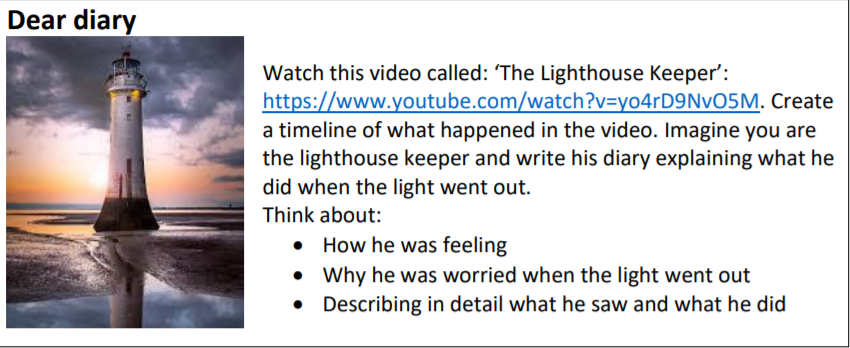 Dear diary
Watch this video called: ‘The Lighthouse Keeper’:
https://www.youtube.com/watch?v=yo4rD9NvO5M. Create
a timeline of what happened in the video. Imagine you are
the lighthouse keeper and write his diary explaining what he
did when the light went out.
Think about:
• How he was feeling
• Why he was worried when the light went out
• Describing in detail what he saw and what he did